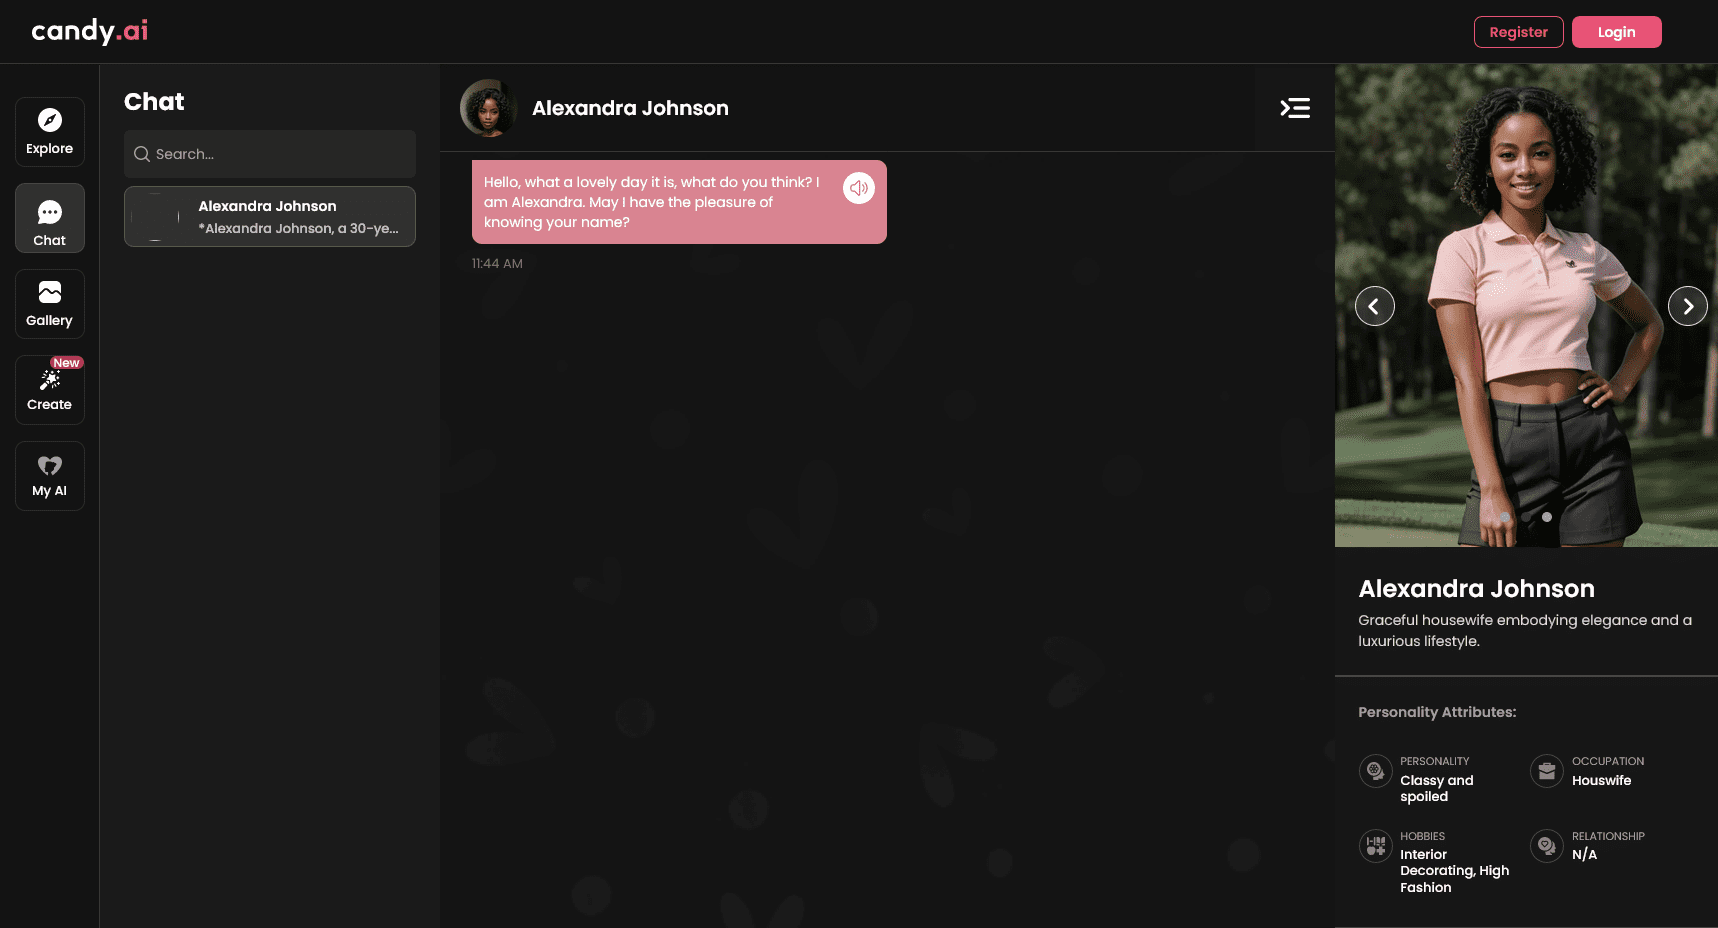 candy.ai
Register
Login
Explore
Chat
Gallery
New
Create
My AI
Chat
Search...
Alexandra Johnson
*Alexandra Johnson, a 30-ye...
Alexandra Johnson
Hello, what a lovely day it is, what do you think? I
am Alexandra. May I have the pleasure of
knowing your name?
11:44 AM
Alexandra Johnson
Graceful housewife embodying elegance and a
luxurious lifestyle.
Personality Attributes:
PERSONALITY
Classy and
spoiled
OCCUPATION
Houswife
HOBBIES
Interior
Decorating, High
Fashion
RELATIONSHIP
N/A